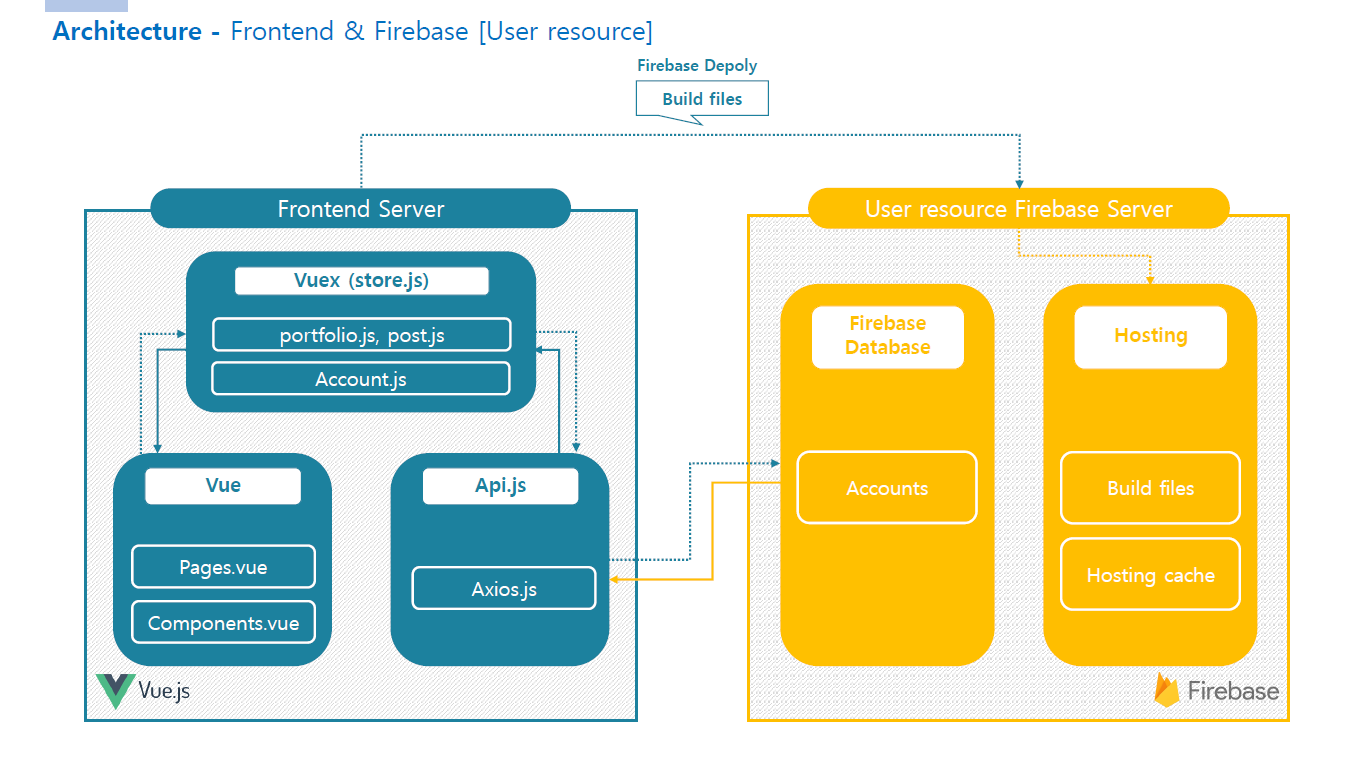 Architecture - Frontend & Firebase [User resource]
Firebase Depoly
Build files
Frontend Server
Vuex (store.js)
portfolio.js, post.js
Account.js
Vue
Pages.vue
Components.vue
Api.js
Axios.js
Vue.js
User resource Firebase Server
Firebase
Database
Accounts
Hosting
Build files
Hosting cache
Firebase